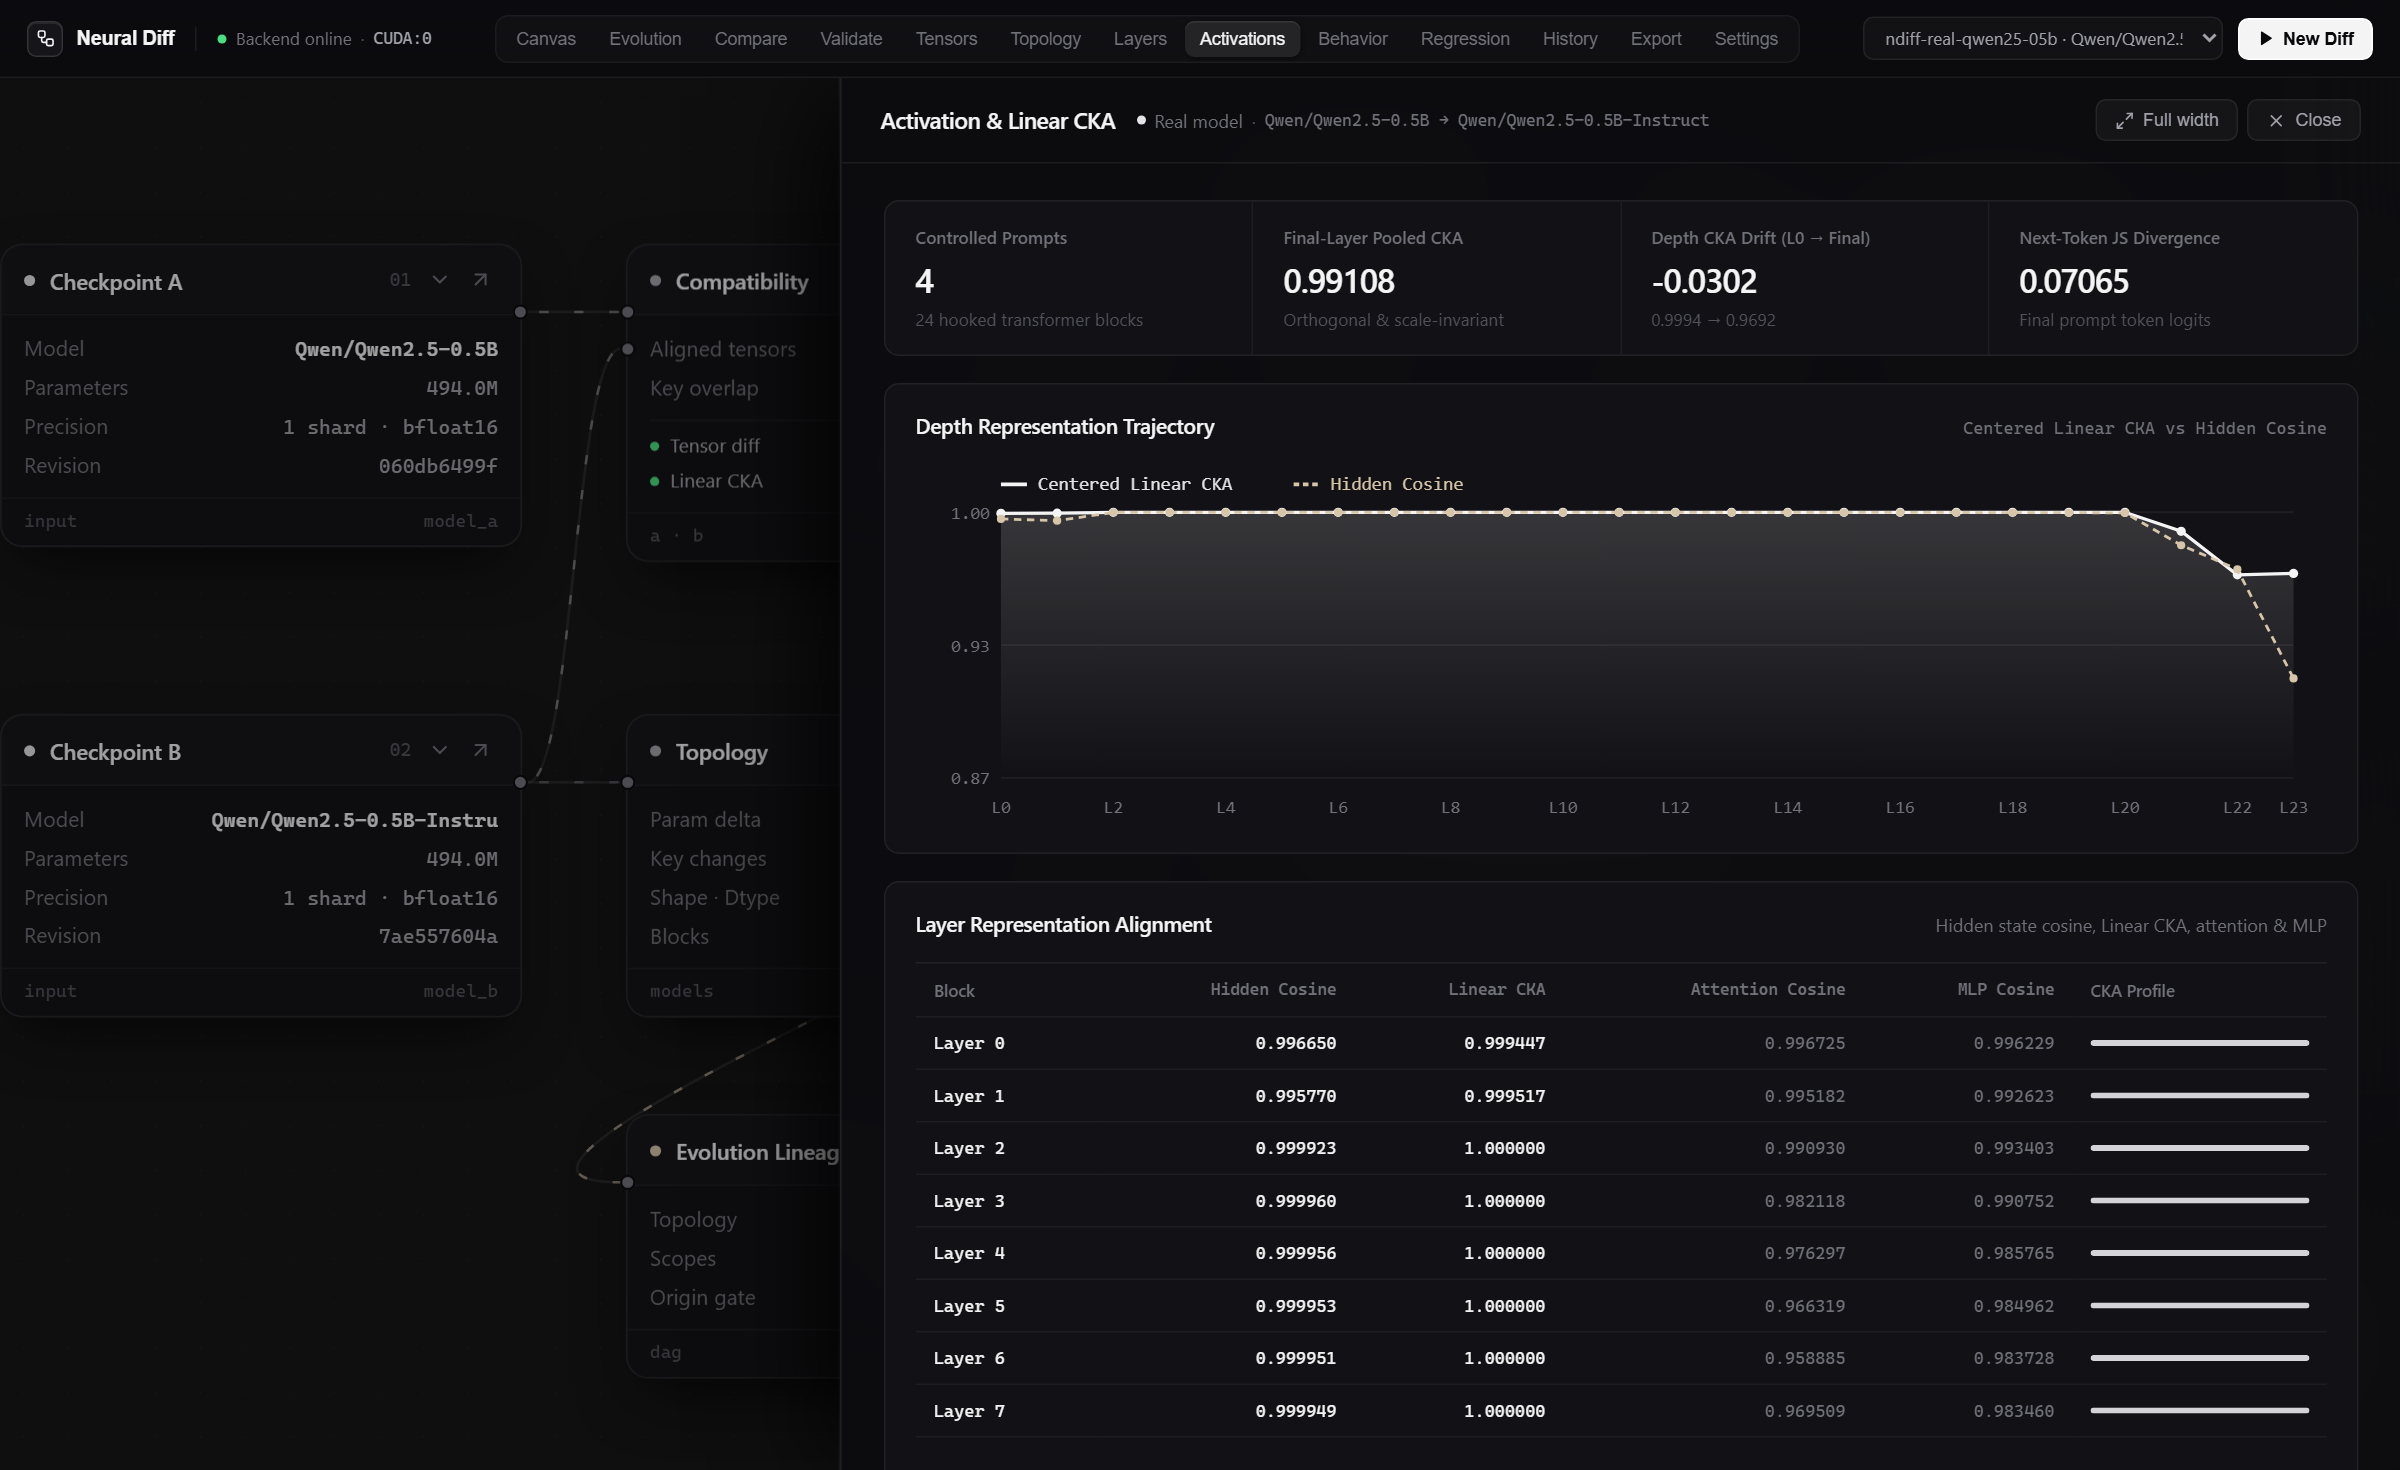 Neural Diff
Backend online · CUDA:0
Canvas Evolution Compare Validate Tensors Topology Layers Activations Behavior Regression History Export Settings
ndiff-real-qwen25-05b · Qwen/Qwen2.
New Diff
Checkpoint A 01
Model Qwen/Qwen2.5-0.5B
Parameters 494.0M
Precision 1 shard · bfloat16
Revision 060db6499f
input model_a
Compatibility
Aligned tensors
Key overlap
Tensor diff
Linear CKA
a · b
Checkpoint B 02
Model Qwen/Qwen2.5-0.5B-Instru
Parameters 494.0M
Precision 1 shard · bfloat16
Revision 7ae557604a
input model_b
Topology
Param delta
Key changes
Shape · Dtype
Blocks
models
Evolution Lineag
Topology
Scopes
Origin gate
dag
Activation & Linear CKA Real model · Qwen/Qwen2.5-0.5B → Qwen/Qwen2.5-0.5B-Instruct
Full width
Close
Controlled Prompts
4
24 hooked transformer blocks
Final-Layer Pooled CKA
0.99108
Orthogonal & scale-invariant
Depth CKA Drift (L0 → Final)
-0.0302
0.9994 → 0.9692
Next-Token JS Divergence
0.07065
Final prompt token logits
Depth Representation Trajectory
Centered Linear CKA vs Hidden Cosine
Centered Linear CKA Hidden Cosine
1.00
0.93
0.87
L0 L2 L4 L6 L8 L10 L12 L14 L16 L18 L20 L22 L23
Layer Representation Alignment
Hidden state cosine, Linear CKA, attention & MLP
Block Hidden Cosine Linear CKA Attention Cosine MLP Cosine CKA Profile
Layer 0 0.996650 0.999447 0.996725 0.996229
Layer 1 0.995770 0.999517 0.995182 0.992623
Layer 2 0.999923 1.000000 0.990930 0.993403
Layer 3 0.999960 1.000000 0.982118 0.990752
Layer 4 0.999956 1.000000 0.976297 0.985765
Layer 5 0.999953 1.000000 0.966319 0.984962
Layer 6 0.999951 1.000000 0.958885 0.983728
Layer 7 0.999949 1.000000 0.969509 0.983460